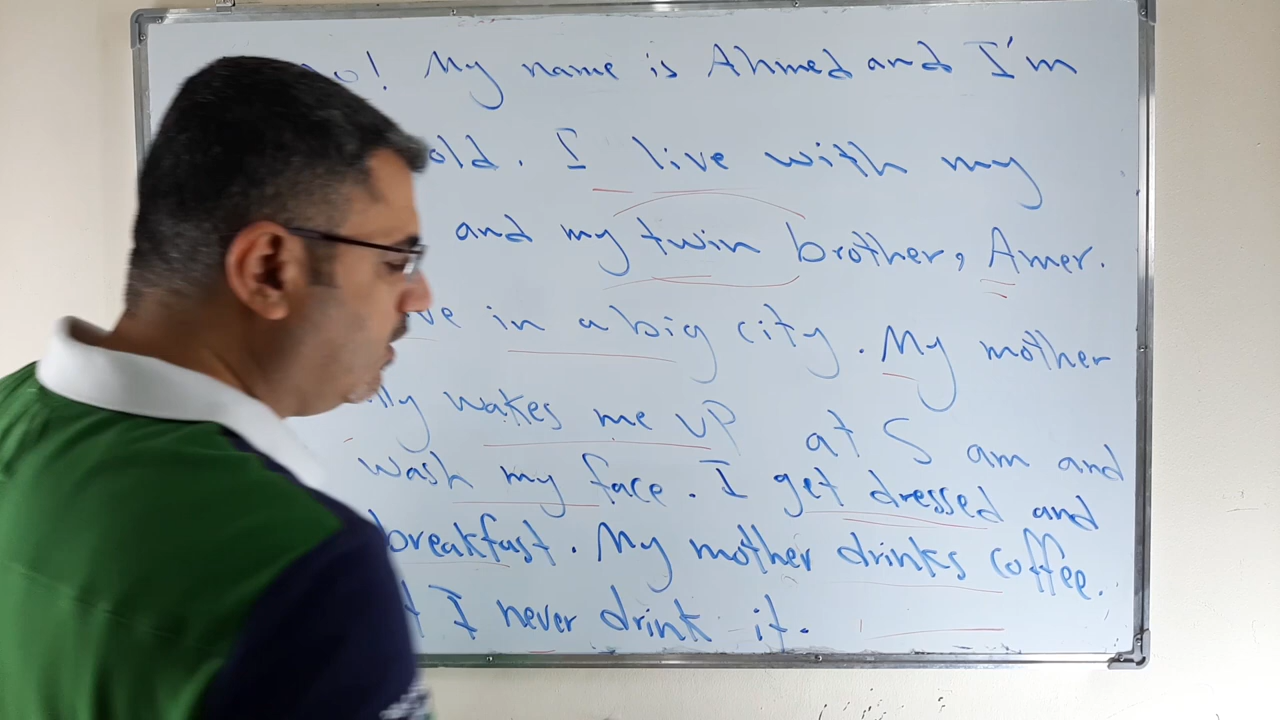 My name is Ahmed and I'm
old. I live with my
and my twin brother, Amer.
in a big city. My mother
wakes me up at 5 am and
wash my face. I get dressed and
breakfast. My mother drinks coffee.
I never drink it.